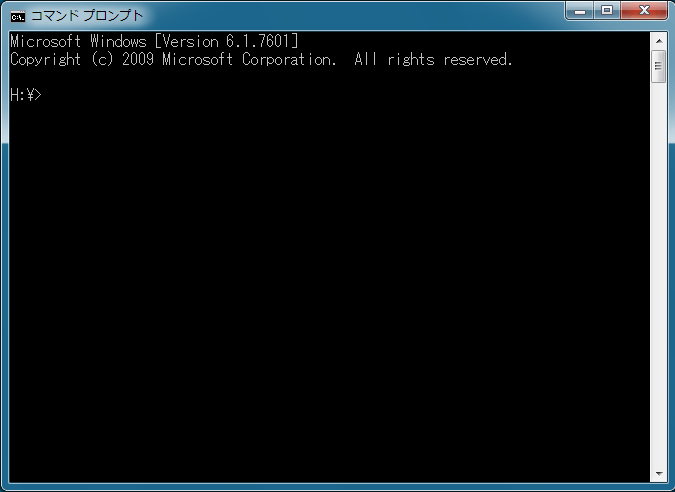 コマンド プロンプト
Microsoft Windows [Version 6.1.7601]
Copyright (c) 2009 Microsoft Corporation.  All rights reserved.
H:¥>